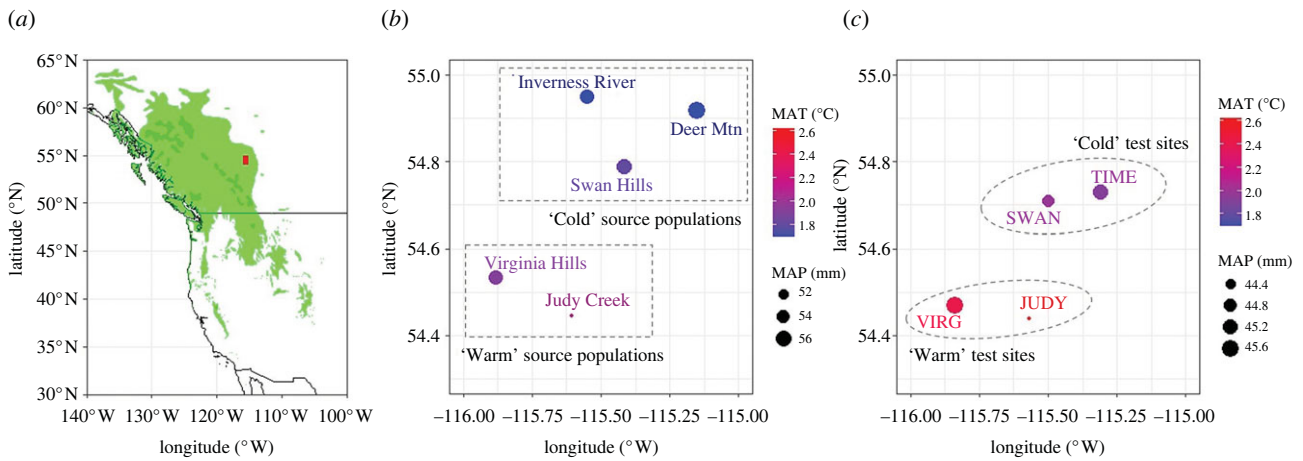 (a)
65°N
60°N
55°N
50°N
45°N
40°N
35°N
30°N
latitude (°N)
140°W 130°W 120°W 110°W 100°W
longitude (°W)
(b)
55.0
54.8
54.6
54.4
latitude (°N)
Inverness River
Deer Mtn
Swan Hills
'Cold' source populations
Virginia Hills
Judy Creek
'Warm' source populations
−116.00 −115.75 −115.50 −115.25 −115.00
longitude (°W)
MAT (°C)
2.6
2.4
2.2
2.0
1.8
MAP (mm)
52
54
56
(c)
55.0
54.8
54.6
54.4
latitude (°N)
'Cold' test sites
TIME
SWAN
JUDY
VIRG
'Warm' test sites
−116.00 −115.75 −115.50 −115.25 −115.00
longitude (°W)
MAT (°C)
2.6
2.4
2.2
2.0
1.8
MAP (mm)
44.4
44.8
45.2
45.6